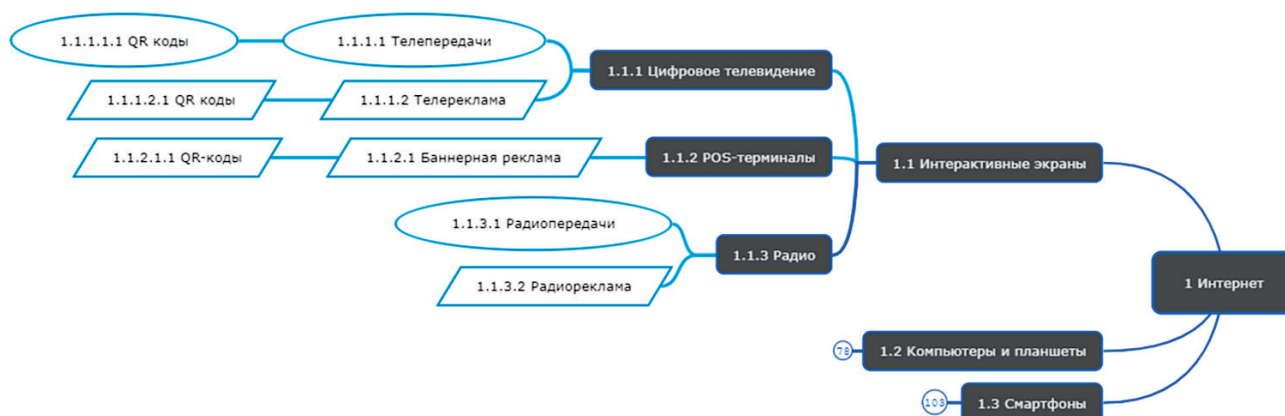 1.1.1.1.1 QR коды
1.1.1.1 Телепередачи
1.1.1 Цифровое телевидение
1.1.1.2.1 QR коды
1.1.1.2 Телереклама
1.1.2.1.1 QR-коды
1.1.2.1 Баннерная реклама
1.1.2 POS-терминалы
1.1 Интерактивные экраны
1.1.3.1 Радиопередачи
1.1.3 Радио
1.1.3.2 Радиореклама
1 Интернет
78
1.2 Компьютеры и планшеты
103
1.3 Смартфоны